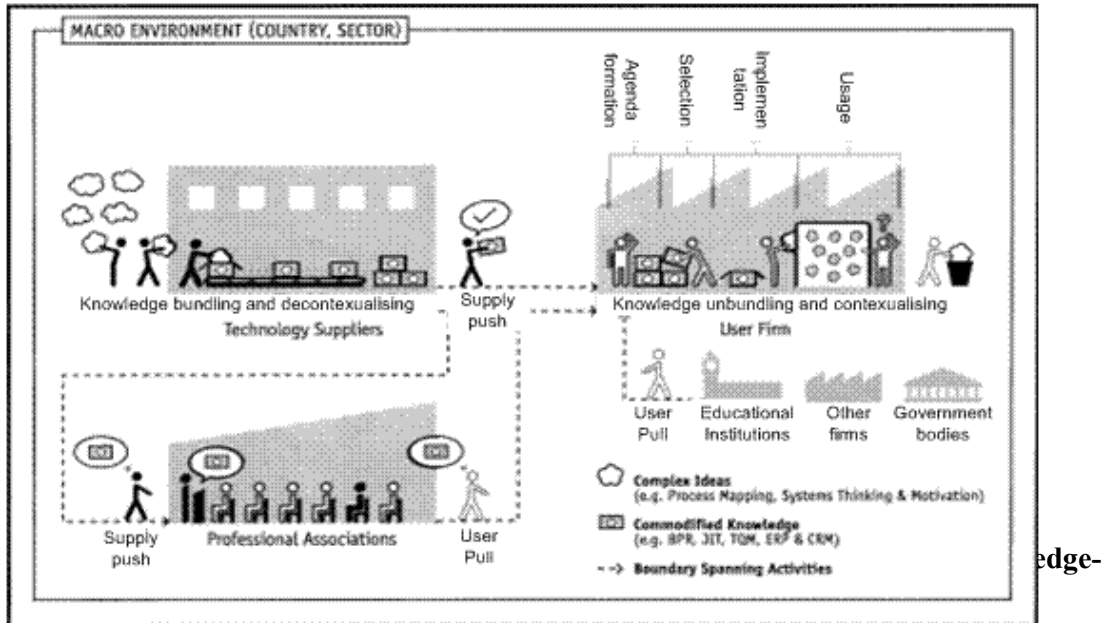 MACRO ENVIRONMENT (COUNTRY, SECTOR)
Agenda
formation
Selection
Implemen
tation
Usage
Knowledge bundling and decontexualising
Technology Suppliers
Supply
push
Knowledge unbundling and contexualising
User Firm
User
Pull
Educational
Institutions
Other
firms
Government
bodies
Supply
push
Professional Associations
User
Pull
Complex Ideas
(e.g. Process Mapping, Systems Thinking & Motivation)
Commodified Knowledge
(e.g. BPR, JIT, TQM, ERP & CRM)
Boundary Spanning Activities
edge-